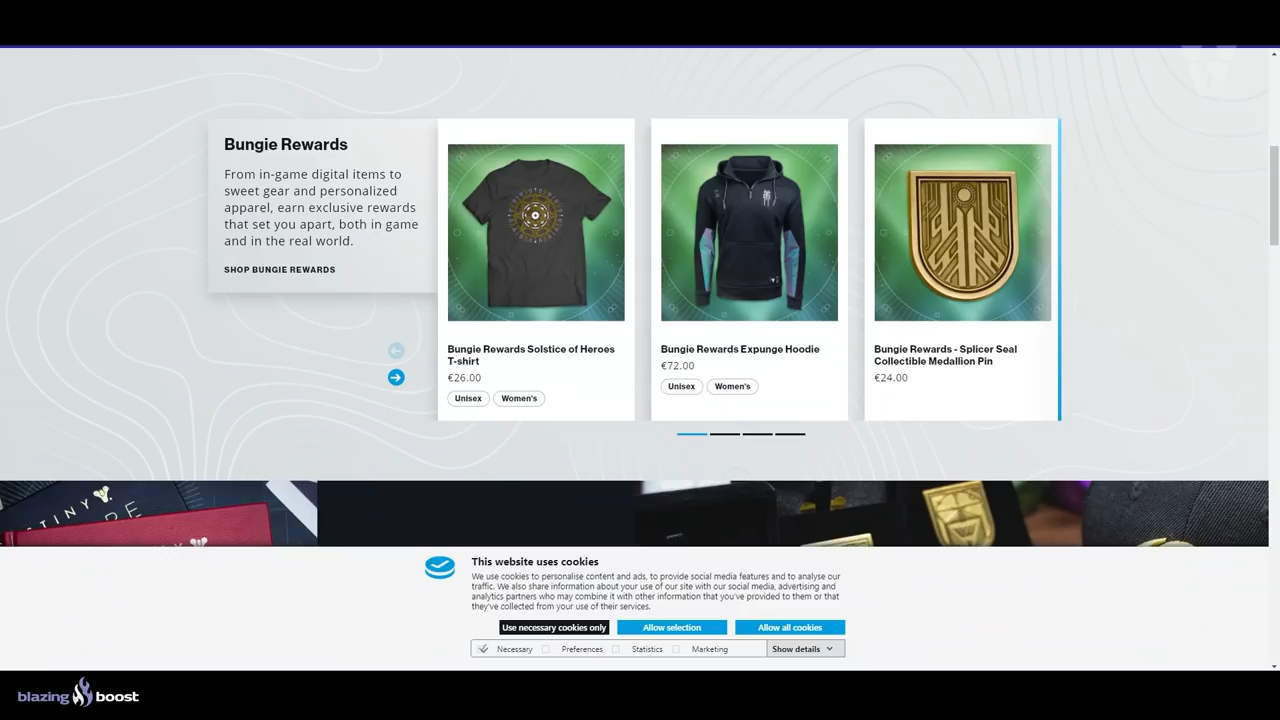 Bungie Rewards
From in-game digital items to
sweet gear and personalized
apparel, earn exclusive rewards
that set you apart, both in game
and in the real world.
SHOP BUNGIE REWARDS
Bungie Rewards Solstice of Heroes
T-shirt
€26.00
Unisex Women's
Bungie Rewards Expunge Hoodie
€72.00
Unisex Women's
Bungie Rewards - Splicer Seal
Collectible Medallion Pin
€24.00
This website uses cookies
We use cookies to personalise content and ads, to provide social media features and to analyse our
traffic. We also share information about your use of our site with our social media, advertising and
analytics partners who may combine it with other information that you've provided to them or that
they've collected from your use of their services.
Use necessary cookies only Allow selection Allow all cookies
Necessary Preferences Statistics Marketing Show details
blazing boost